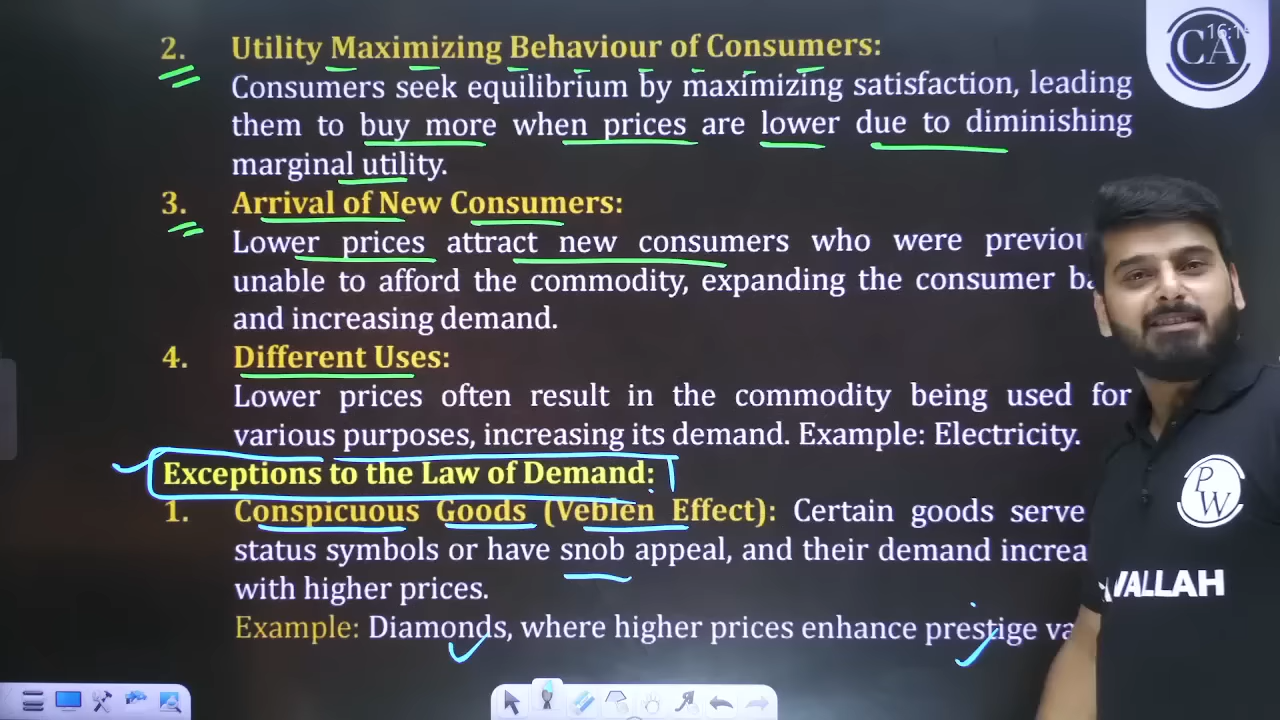 2. Utility Maximizing Behaviour of Consumers:
Consumers seek equilibrium by maximizing satisfaction, leading
them to buy more when prices are lower due to diminishing
marginal utility.
3. Arrival of New Consumers:
Lower prices attract new consumers who were previou
unable to afford the commodity, expanding the consumer ba
and increasing demand.
4. Different Uses:
Lower prices often result in the commodity being used for
various purposes, increasing its demand. Example: Electricity.
Exceptions to the Law of Demand:
1. Conspicuous Goods (Veblen Effect): Certain goods serve
status symbols or have snob appeal, and their demand increa
with higher prices.
Example: Diamonds, where higher prices enhance prestige va
CA
PW
VALLAH